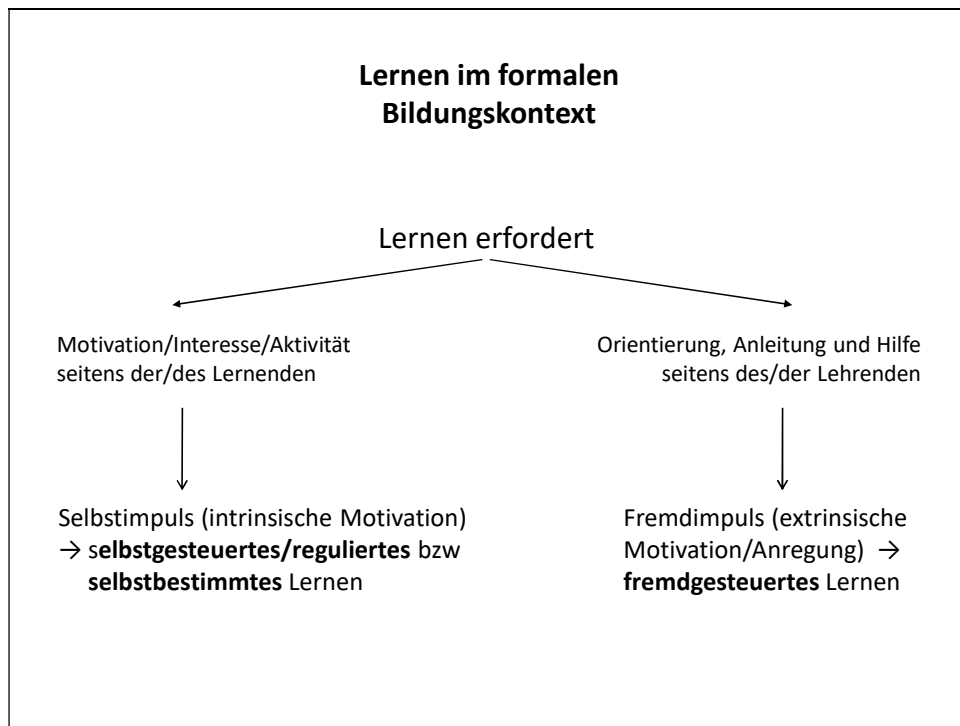 Lernen im formalen
Bildungskontext
Lernen erfordert
Motivation/Interesse/Aktivität
seitens der/des Lernenden
Orientierung, Anleitung und Hilfe
seitens des/der Lehrenden
Selbstimpuls (intrinsische Motivation)
→ selbstgesteuertes/reguliertes bzw
selbstbestimmtes Lernen
Fremdimpuls (extrinsische
Motivation/Anregung) →
fremdgesteuertes Lernen